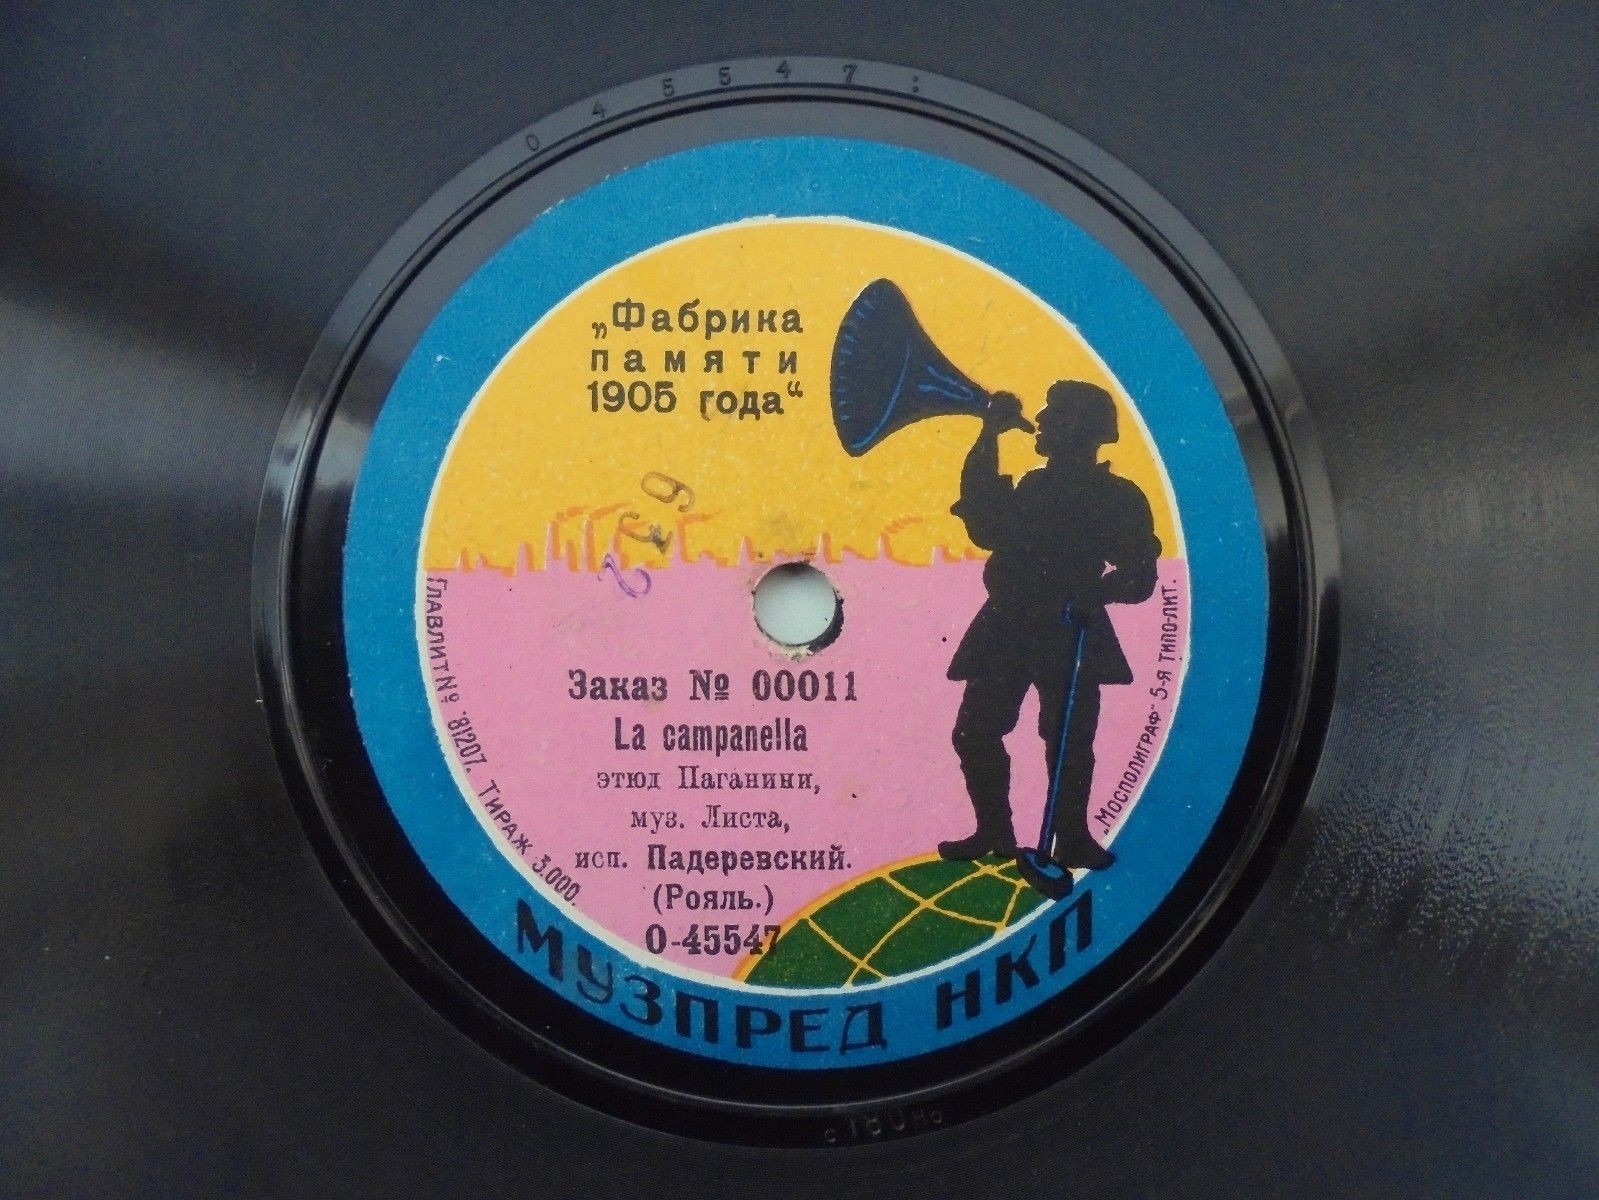 045547:
„Фабрика
памяти
1905 года“
Заказ № 00011
La campanella
этюд Паганини,
муз. Листа,
исп. Падеревский.
(Рояль.)
О-45547
Главлит № 81207. Тираж 3.000.
„Мосполиграф“ 5-я типо-лит.
МУЗПРЕД НКП